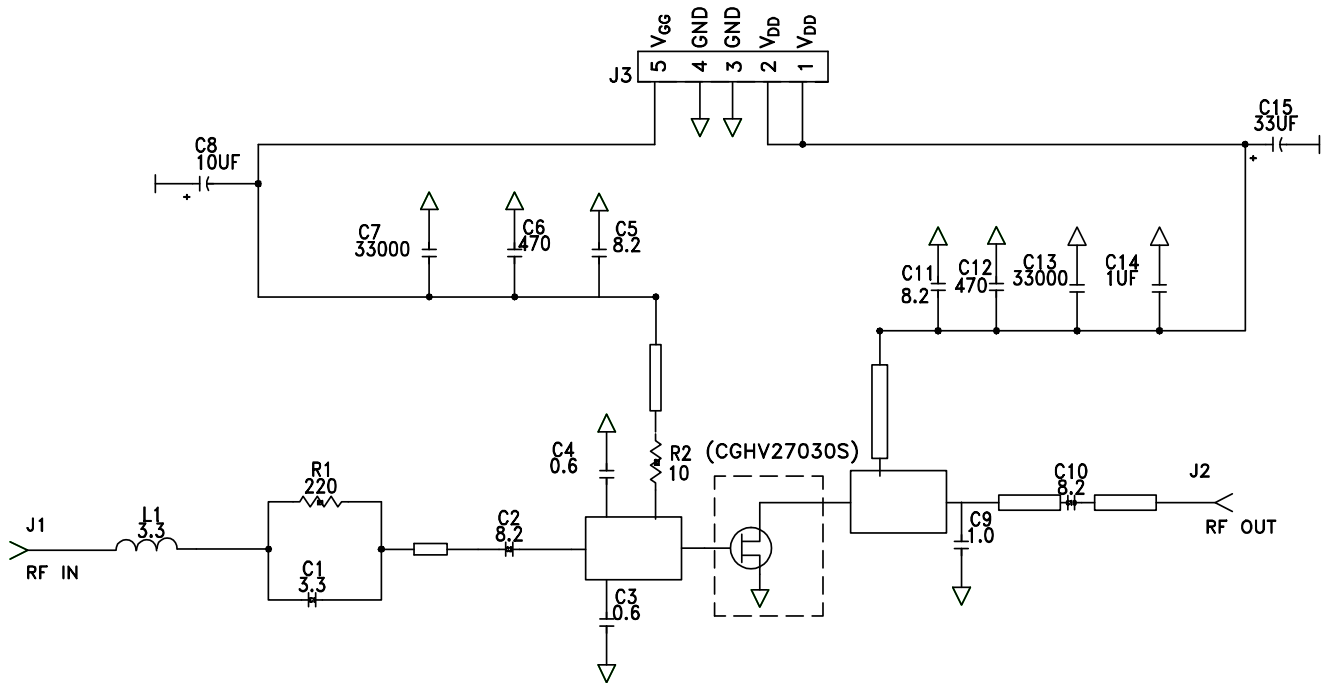 VGG
GND
GND
VDD
VDD
J3
5
4
3
2
1
C8
10UF
+
C15
33UF
+
C7
33000
C6
470
C5
8.2
C11
8.2
C12
470
C13
33000
C14
1UF
C4
0.6
R2
10
(CGHV27030S)
R1
220
C10
8.2
J2
RF OUT
J1
RF IN
L1
3.3
C2
8.2
C9
1.0
C1
3.3
C3
0.6